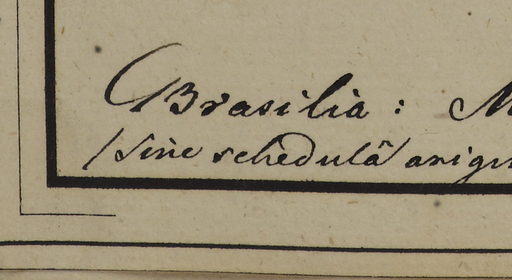 Brasilia: M
(sine schedulâ origin